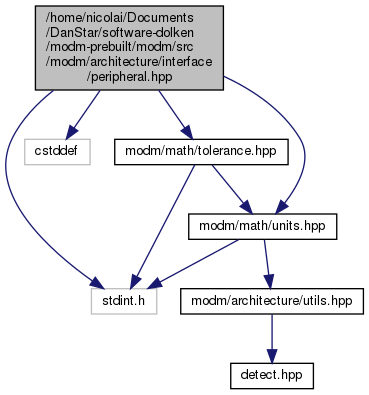 /home/nicolai/Documents
/DanStar/software-dolken
/modm-prebuilt/modm/src
/modm/architecture/interface
/peripheral.hpp
cstddef
modm/math/tolerance.hpp
modm/math/units.hpp
stdint.h
modm/architecture/utils.hpp
detect.hpp